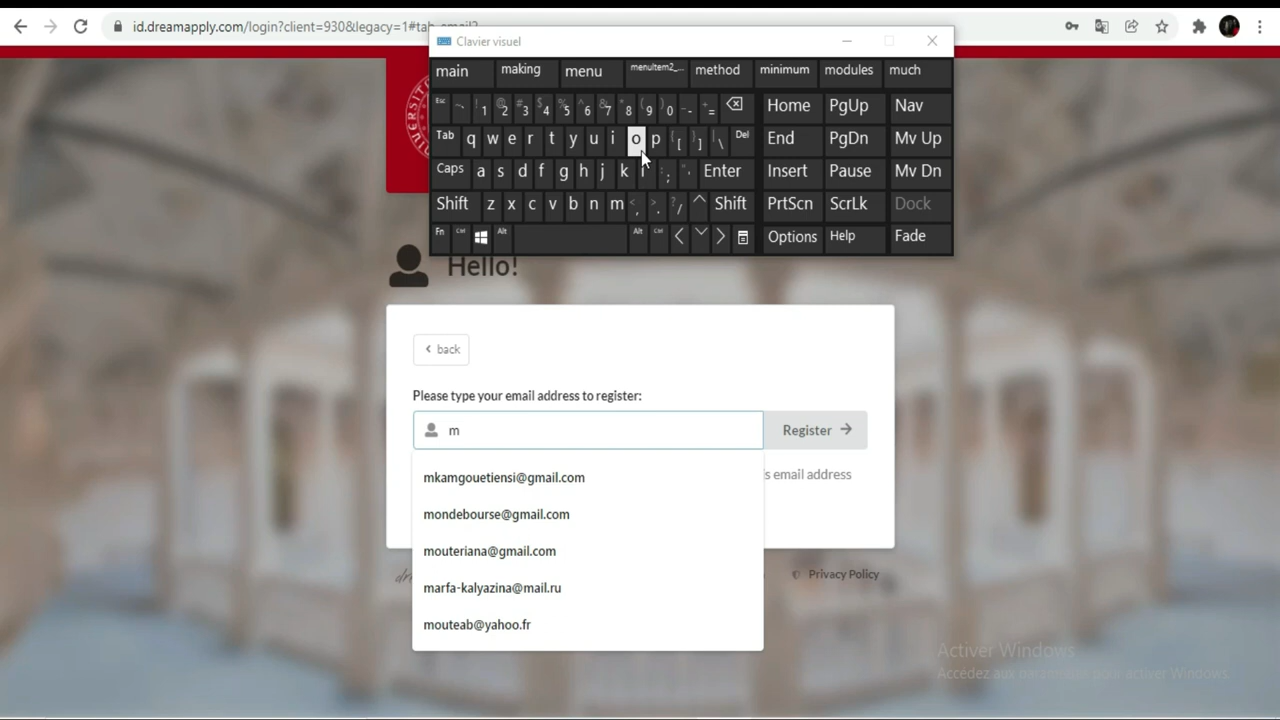 id.dreamapply.com/login?client=930&legacy=1#tab_email2
Clavier visuel
main making menu menuItem2_... method minimum modules much
Esc ~ ` ! 1 @ 2 # 3 $ 4 % 5 ^ 6 & 7 * 8 ( 9 ) 0 _ - + = Home PgUp Nav
Tab q w e r t y u i o p { [ } ] | \ Del End PgDn Mv Up
Caps a s d f g h j k l : ; " ' Enter Insert Pause Mv Dn
Shift z x c v b n m < , > . ? / Shift PrtScn ScrLk Dock
Fn Ctrl Alt Alt Ctrl Options Help Fade
Hello!
back
Please type your email address to register:
m
Register
mkamgouetiensi@gmail.com
s email address
mondebourse@gmail.com
mouteriana@gmail.com
Privacy Policy
marfa-kalyazina@mail.ru
mouteab@yahoo.fr
Activer Windows
Accédez aux paramètres pour activer Windows.